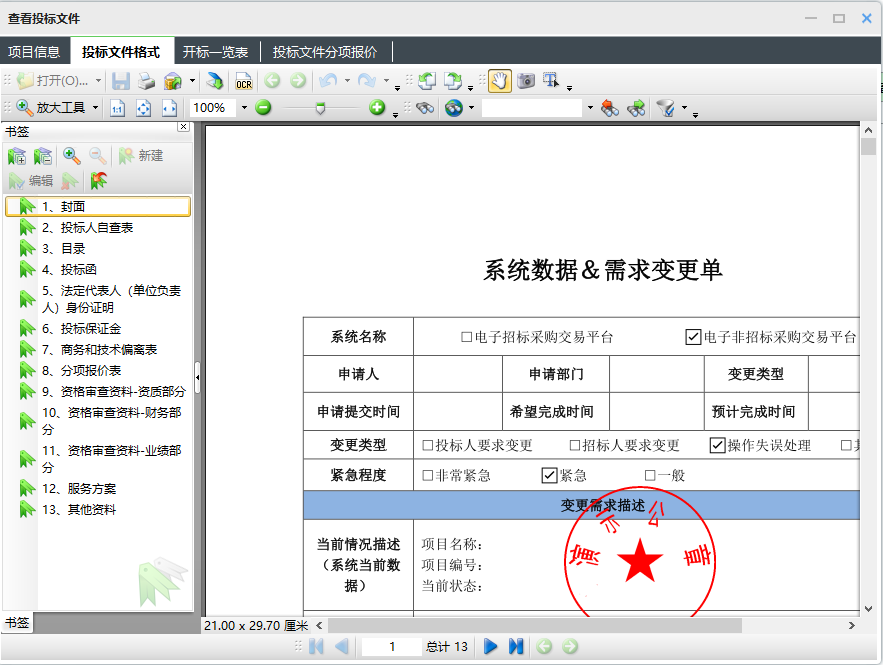 查看投标文件
项目信息 投标文件格式 开标一览表 投标文件分项报价
打开(O)... OCR
放大工具 1:1 100%
书签
新建
编辑
1、封面
2、投标人自查表
3、目录
4、投标函
5、法定代表人（单位负责
人）身份证明
6、投标保证金
7、商务和技术偏离表
8、分项报价表
9、资格审查资料-资质部分
10、资格审查资料-财务部
分
11、资格审查资料-业绩部
分
12、服务方案
13、其他资料
书签
系统数据＆需求变更单
系统名称 □电子招标采购交易平台 ☑电子非招标采购交易平台
申请人 申请部门 变更类型
申请提交时间 希望完成时间 预计完成时间
变更类型 □投标人要求变更 □招标人要求变更 ☑操作失误处理 □
紧急程度 □非常紧急 ☑紧急 □一般
变更需求描述
当前情况描述
（系统当前数
据）
项目名称：
项目编号：
当前状态：
演示公章
21.00 x 29.70 厘米
1 总计 13